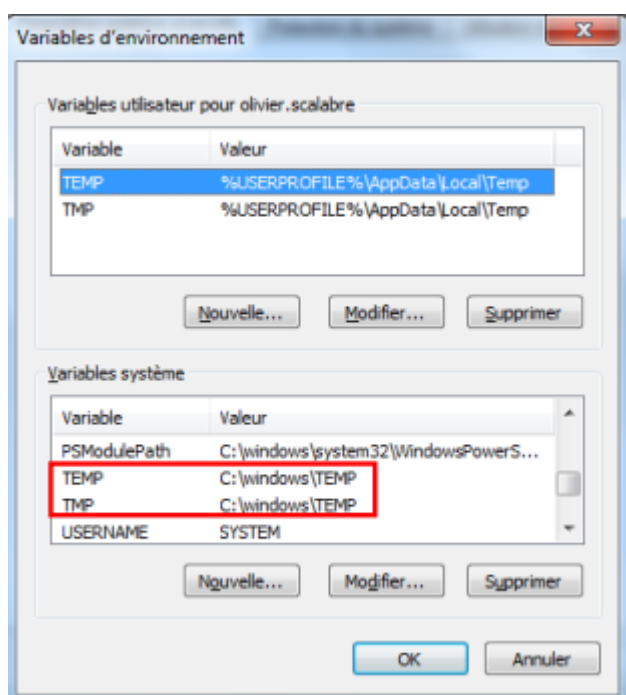 Variables d'environnement
Variables utilisateur pour olivier.scalabre
Variable Valeur
TEMP %USERPROFILE%\AppData\Local\Temp
TMP %USERPROFILE%\AppData\Local\Temp
Nouvelle... Modifier... Supprimer
Variables système
Variable Valeur
PSModulePath C:\windows\system32\WindowsPowerS...
TEMP C:\windows\TEMP
TMP C:\windows\TEMP
USERNAME SYSTEM
Nouvelle... Modifier... Supprimer
OK Annuler